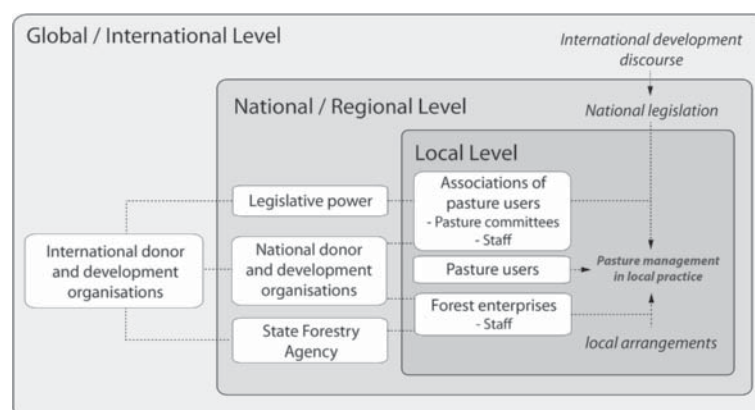 Global / International Level
International development
discourse
National / Regional Level
National legislation
Local Level
Legislative power
Associations of
pasture users
- Pasture committees
- Staff
International donor
and development
organisations
National donor
and development
organisations
Pasture users
Pasture management
in local practice
Forest enterprises
- Staff
State Forestry
Agency
local arrangements